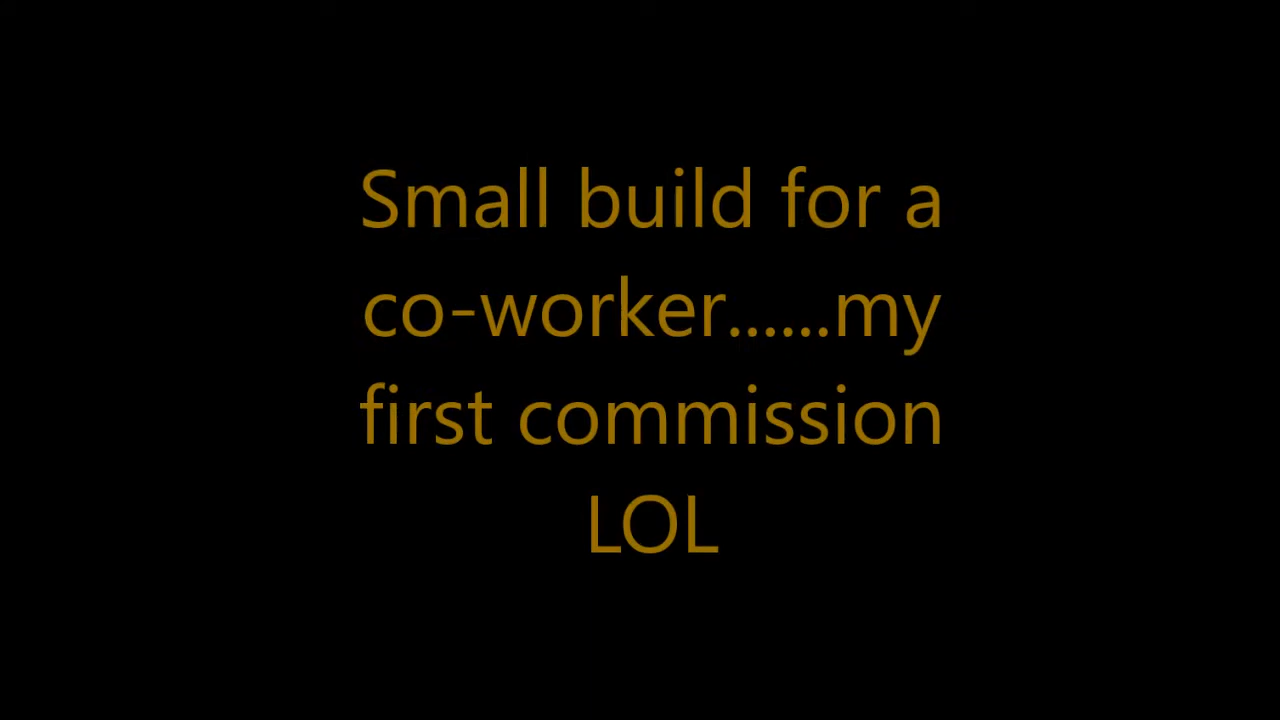 Small build for a
co-worker......my
first commission
LOL